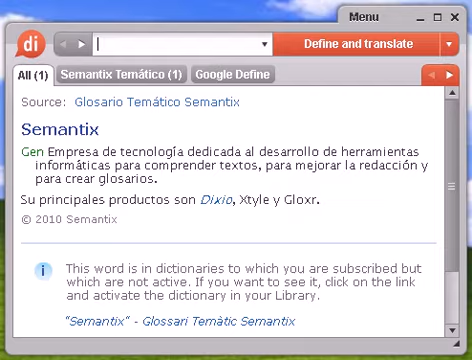 Menu
di
Define and translate
All (1)
Semantix Temático (1)
Google Define
Source: Glosario Temático Semantix
Semantix
Gen Empresa de tecnología dedicada al desarrollo de herramientas
informáticas para comprender textos, para mejorar la redacción y
para crear glosarios.
Su principales productos son Dixio, Xtyle y Gloxr.
© 2010 Semantix
i
This word is in dictionaries to which you are subscribed but
which are not active. If you want to see it, click on the link
and activate the dictionary in your Library.
"Semantix" - Glossari Temàtic Semantix